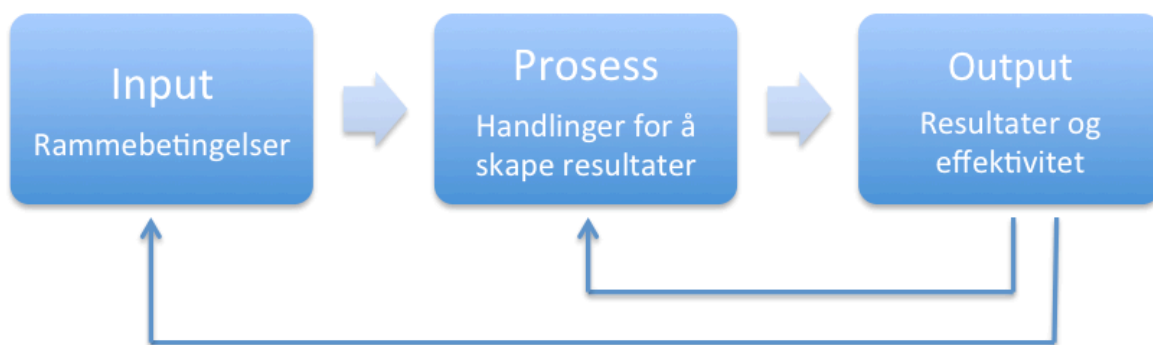 Input
Rammebetingelser
Prosess
Handlinger for å
skape resultater
Output
Resultater og
effektivitet